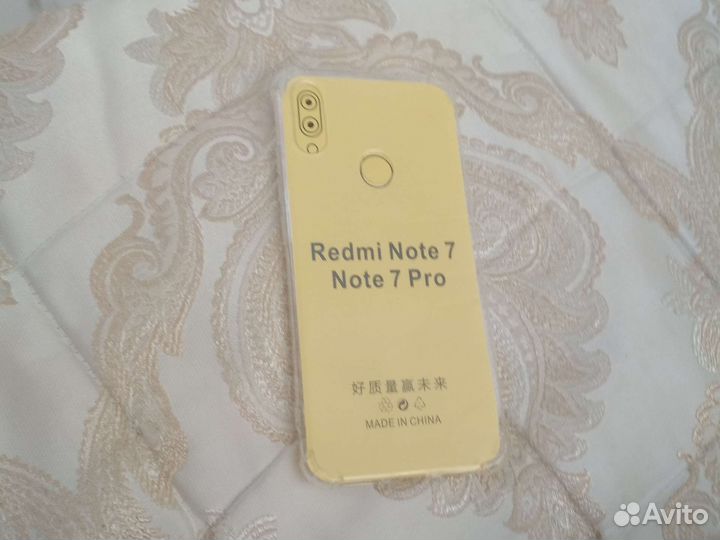 Redmi Note 7
Note 7 Pro
好质量赢未来
MADE IN CHINA
Avito